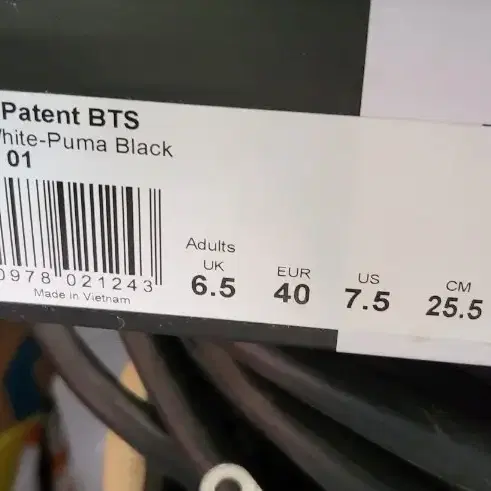 Patent BTS
White-Puma Black
01
0978 021243
Made in Vietnam
Adults
UK EUR US CM
6.5 40 7.5 25.5